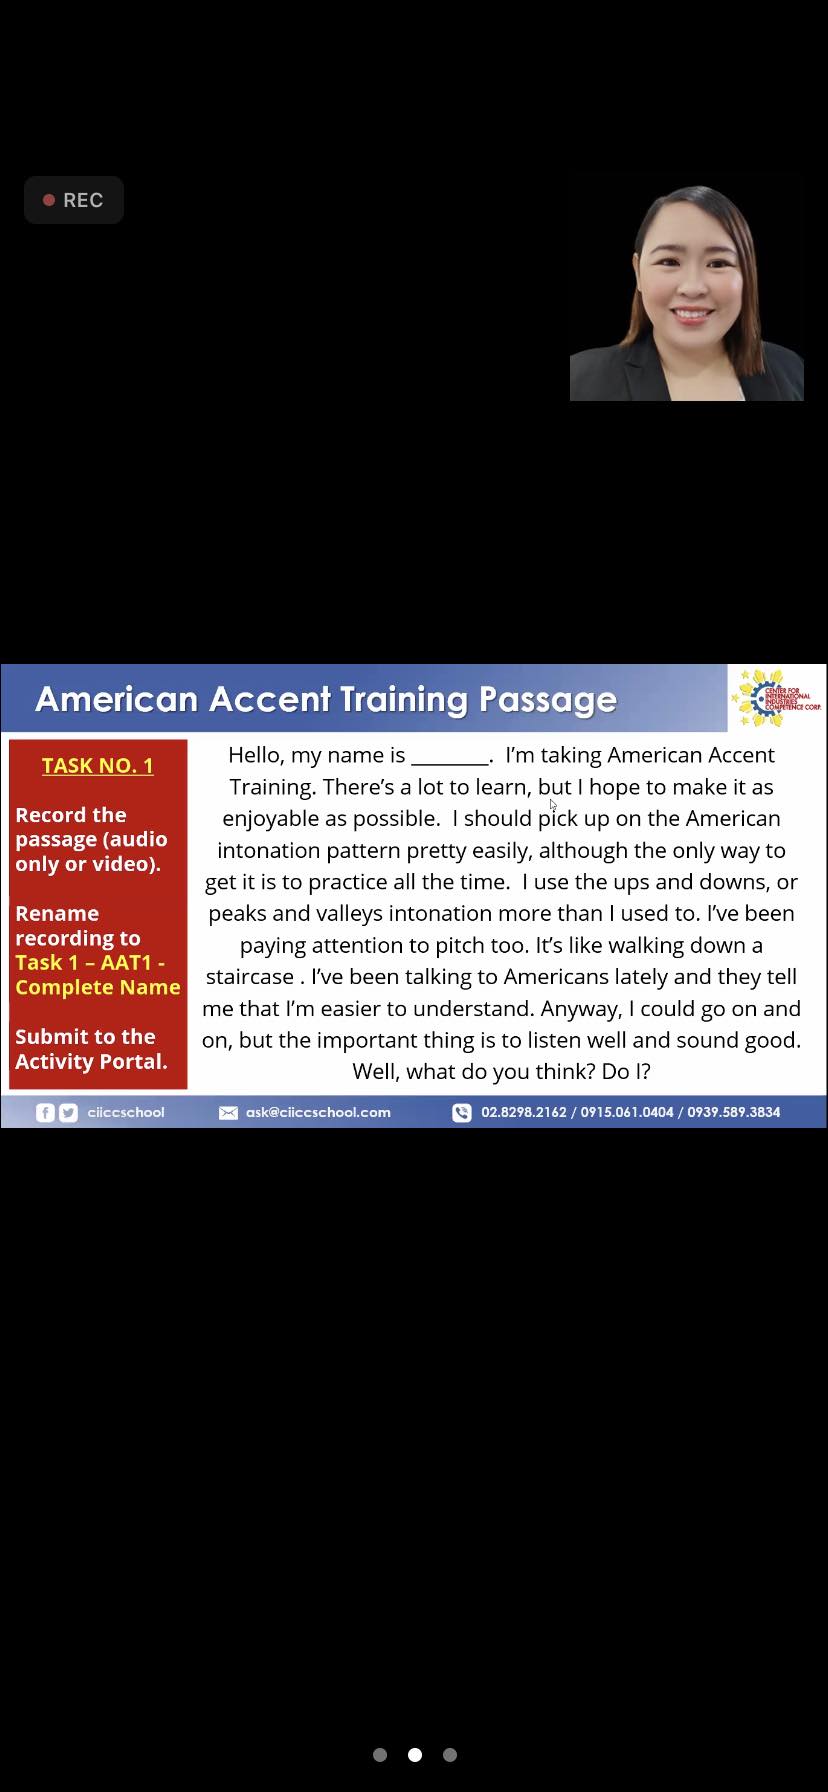 REC
American Accent Training Passage
CENTER FOR
INTERNATIONAL
INDUSTRIES
COMPETENCE CORP.
TASK NO. 1
Record the
passage (audio
only or video).
Rename
recording to
Task 1 – AAT1 -
Complete Name
Submit to the
Activity Portal.
Hello, my name is _______. I’m taking American Accent
Training. There’s a lot to learn, but I hope to make it as
enjoyable as possible. I should pick up on the American
intonation pattern pretty easily, although the only way to
get it is to practice all the time. I use the ups and downs, or
peaks and valleys intonation more than I used to. I’ve been
paying attention to pitch too. It’s like walking down a
staircase . I’ve been talking to Americans lately and they tell
me that I’m easier to understand. Anyway, I could go on and
on, but the important thing is to listen well and sound good.
Well, what do you think? Do I?
ciiccschool
ask@ciiccschool.com
02.8298.2162 / 0915.061.0404 / 0939.589.3834